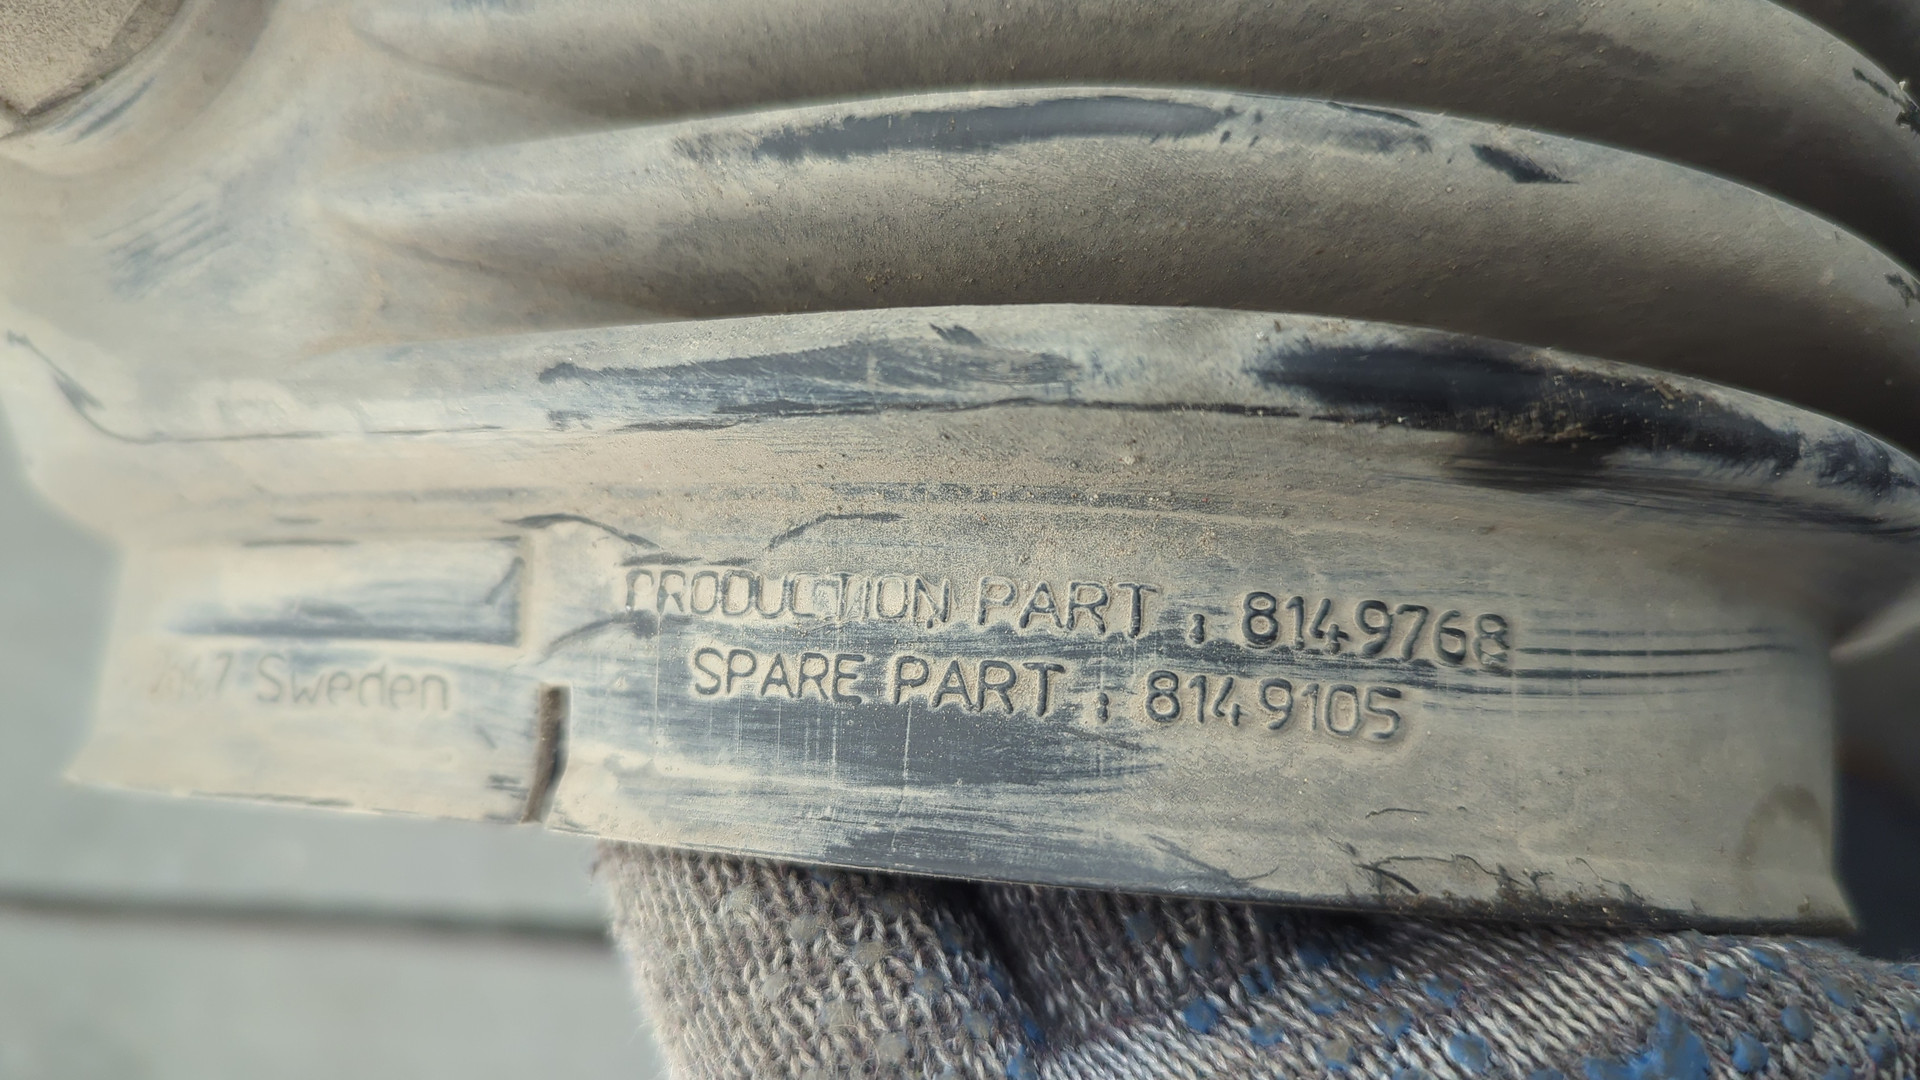 PRODUCTION PART : 8149768
SPARE PART : 8149105
Sweden